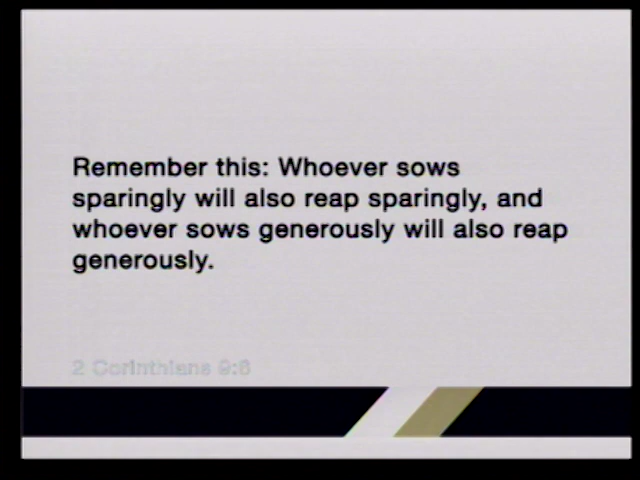 Remember this: Whoever sows
sparingly will also reap sparingly, and
whoever sows generously will also reap
generously.
2 Corinthians 9:6